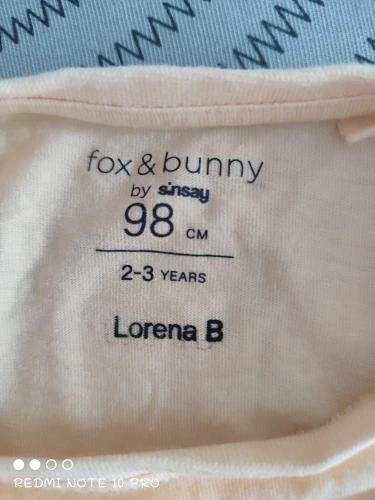 fox & bunny
by sinsay
98 CM
2-3 YEARS
Lorena B
REDMI NOTE 10 PRO